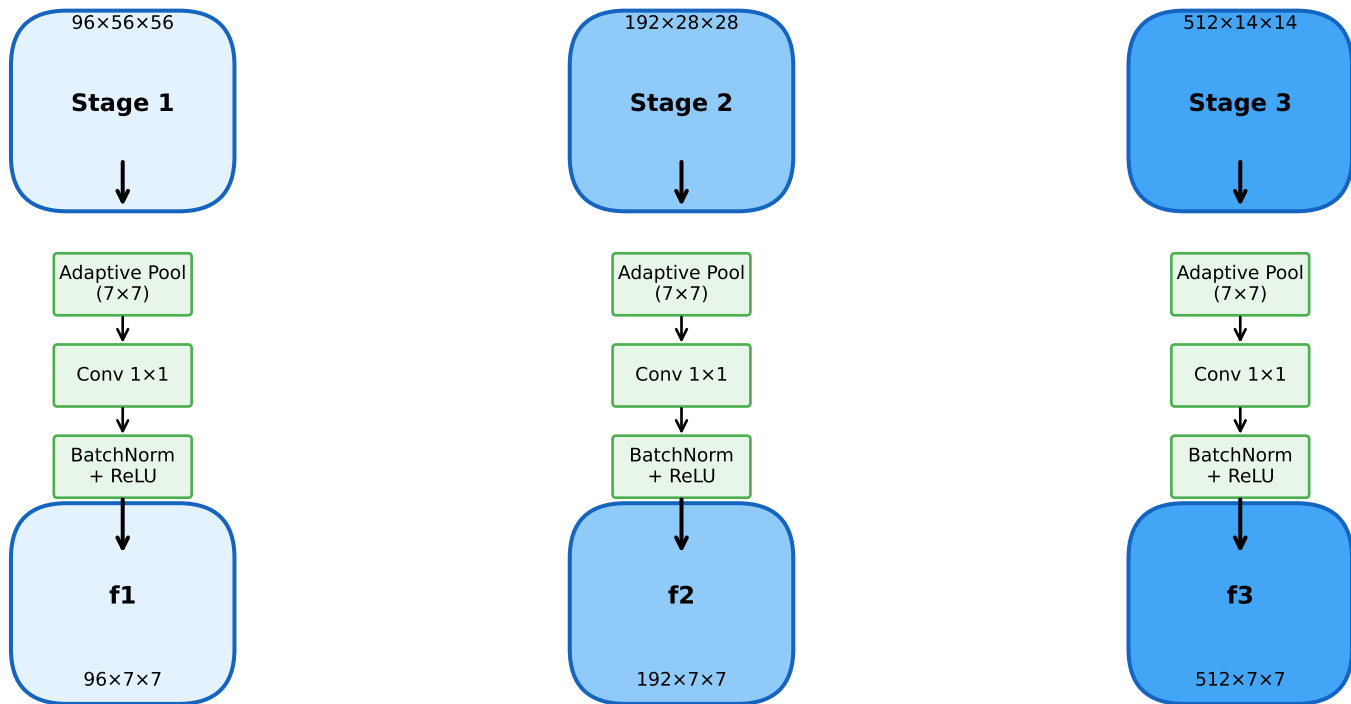 96×56×56
Stage 1
Adaptive Pool
(7×7)
Conv 1×1
BatchNorm
+ ReLU
f1
96×7×7
192×28×28
Stage 2
Adaptive Pool
(7×7)
Conv 1×1
BatchNorm
+ ReLU
f2
192×7×7
512×14×14
Stage 3
Adaptive Pool
(7×7)
Conv 1×1
BatchNorm
+ ReLU
f3
512×7×7